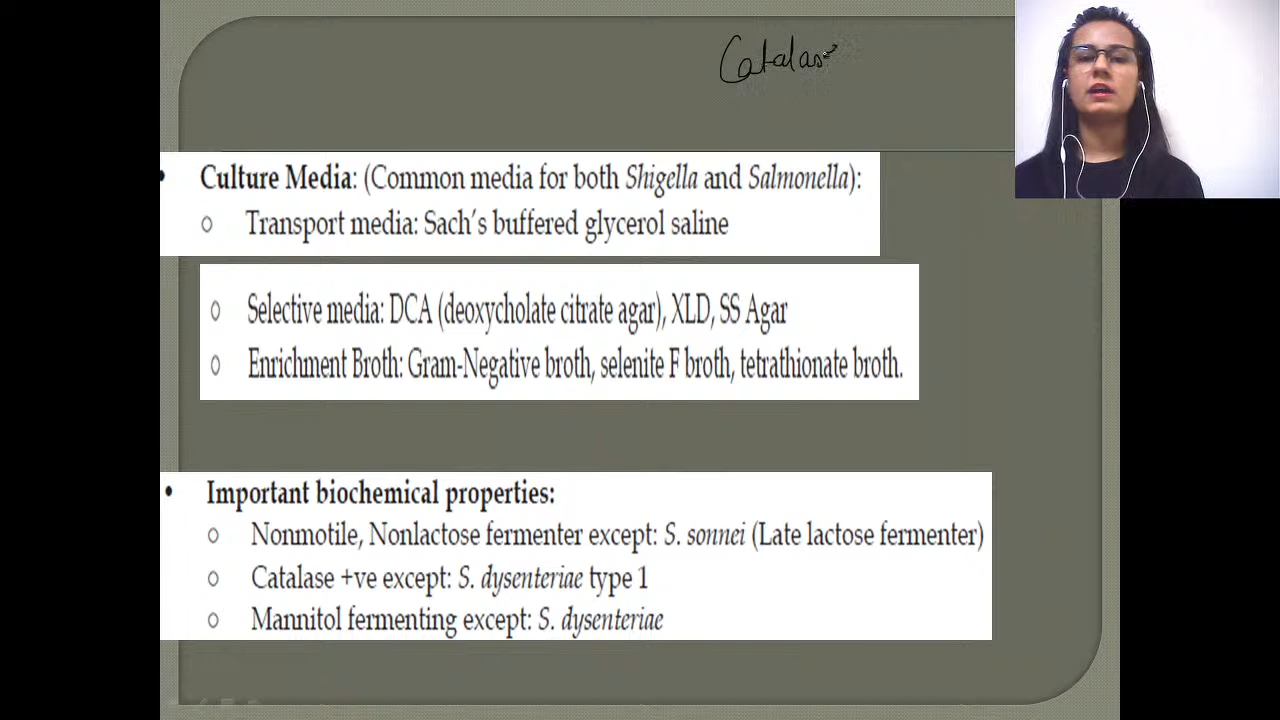 Catalas
• Culture Media: (Common media for both Shigella and Salmonella):
o Transport media: Sach's buffered glycerol saline
o Selective media: DCA (deoxycholate citrate agar), XLD, SS Agar
o Enrichment Broth: Gram-Negative broth, selenite F broth, tetrathionate broth.
• Important biochemical properties:
o Nonmotile, Nonlactose fermenter except: S. sonnei (Late lactose fermenter)
o Catalase +ve except: S. dysenteriae type 1
o Mannitol fermenting except: S. dysenteriae